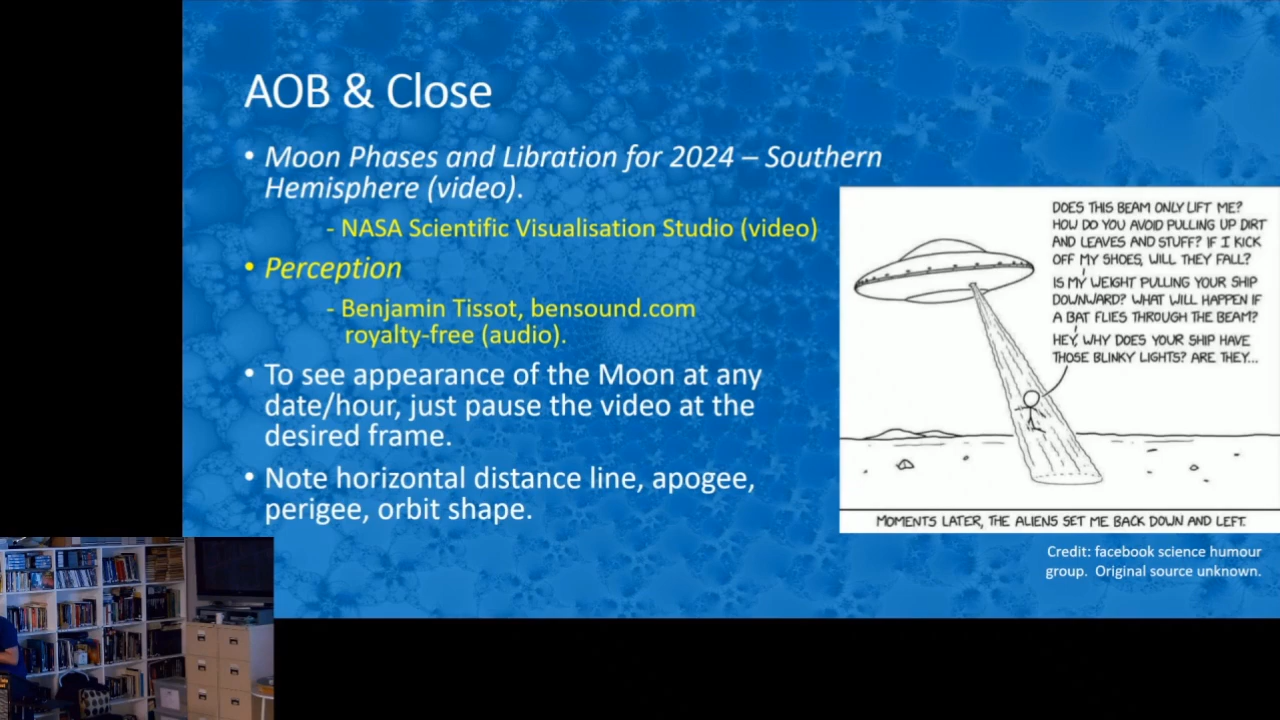 AOB & Close
• Moon Phases and Libration for 2024 – Southern
Hemisphere (video).
- NASA Scientific Visualisation Studio (video)
• Perception
- Benjamin Tissot, bensound.com
royalty-free (audio).
• To see appearance of the Moon at any
date/hour, just pause the video at the
desired frame.
• Note horizontal distance line, apogee,
perigee, orbit shape.
DOES THIS BEAM ONLY LIFT ME?
HOW DO YOU AVOID PULLING UP DIRT
AND LEAVES AND STUFF? IF I KICK
OFF MY SHOES, WILL THEY FALL?
IS MY WEIGHT PULLING YOUR SHIP
DOWNWARD? WHAT WILL HAPPEN IF
A BAT FLIES THROUGH THE BEAM?
HEY, WHY DOES YOUR SHIP HAVE
THOSE BLINKY LIGHTS? ARE THEY...
MOMENTS LATER, THE ALIENS SET ME BACK DOWN AND LEFT.
Credit: facebook science humour
group. Original source unknown.